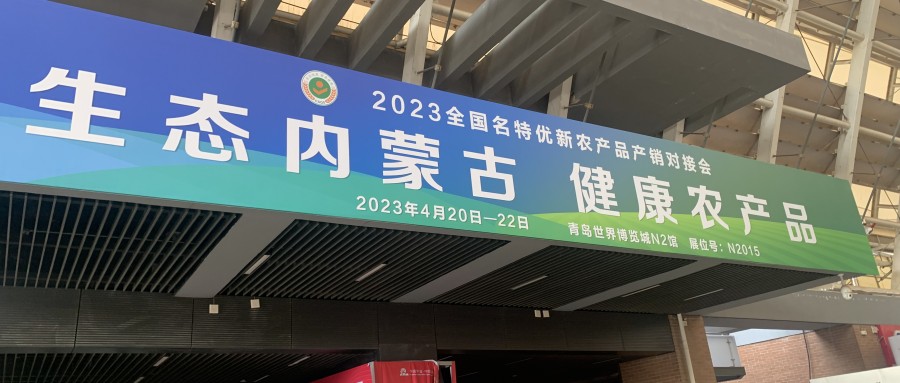 2023全国名特优新农产品产销对接会
生态内蒙古 健康农产品
2023年4月20日—22日
青岛世界博览城N2馆 展位号：N2015